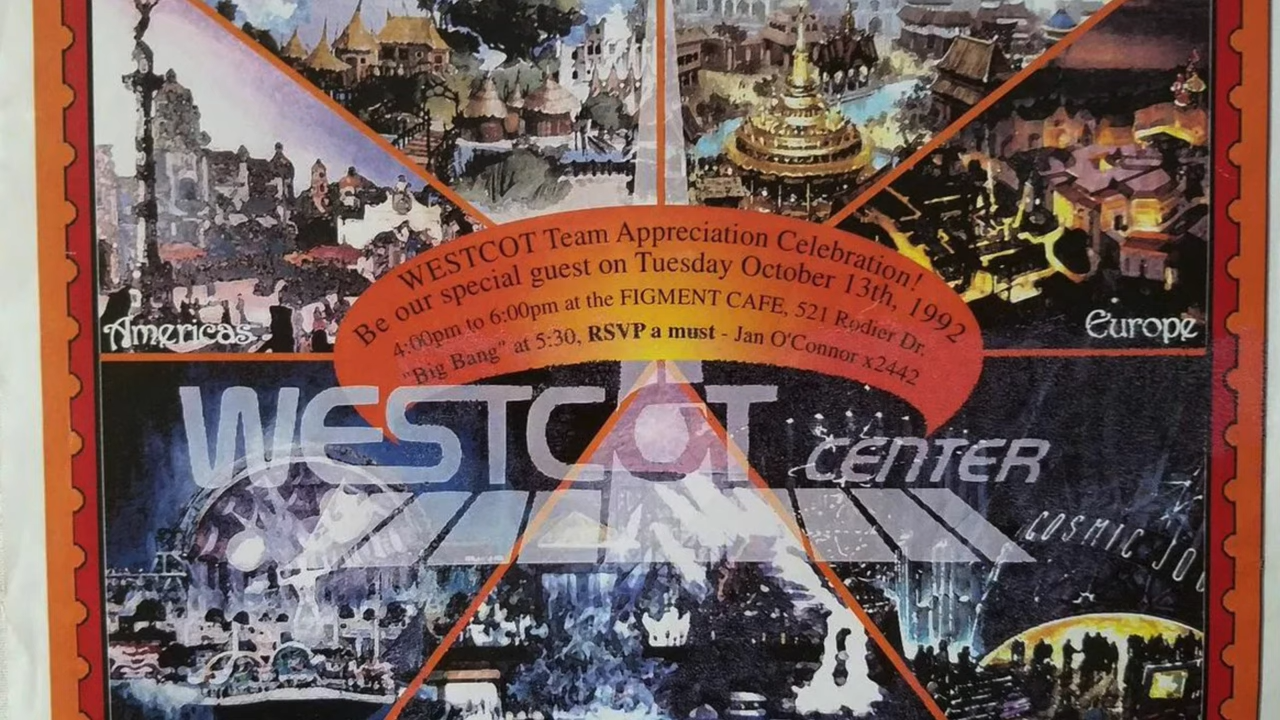 WESTCOT Team Appreciation Celebration!
Be our special guest on Tuesday October 13th, 1992
4:00pm to 6:00pm at the FIGMENT CAFE, 521 Rodier Dr.
"Big Bang" at 5:30, RSVP a must - Jan O'Connor x2442
Americas
Europe
WESTCOT CENTER
COSMIC JOU